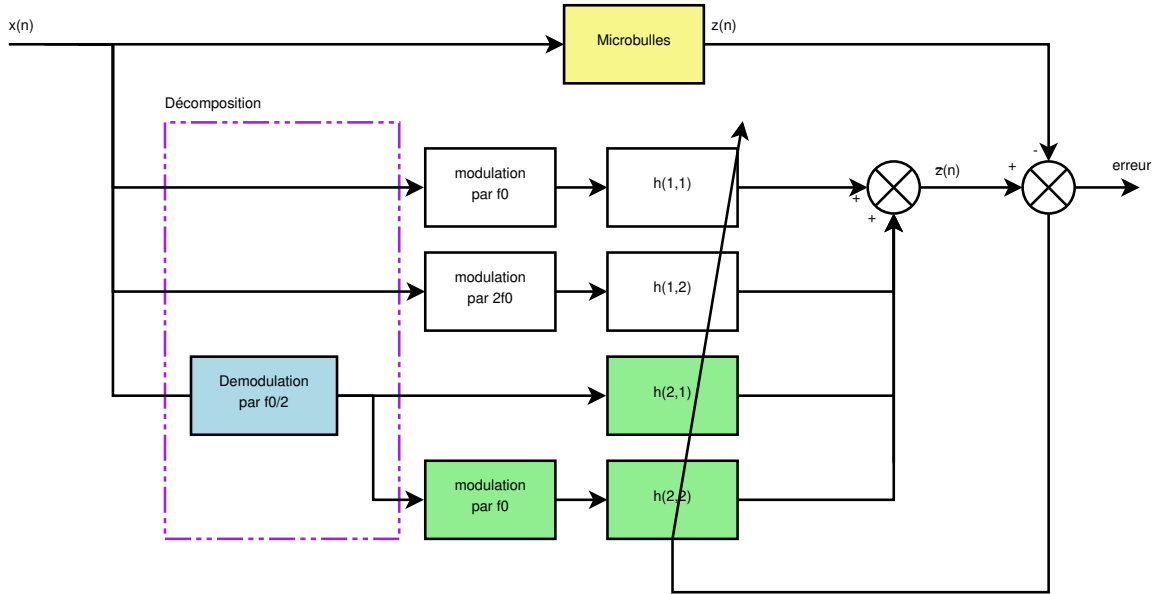 x(n)
Microbulles
z(n)
Décomposition
-
modulation
par f0
h(1,1)
+
+
z(n)
+
erreur
modulation
par 2f0
h(1,2)
Demodulation
par f0/2
h(2,1)
modulation
par f0
h(2,2)